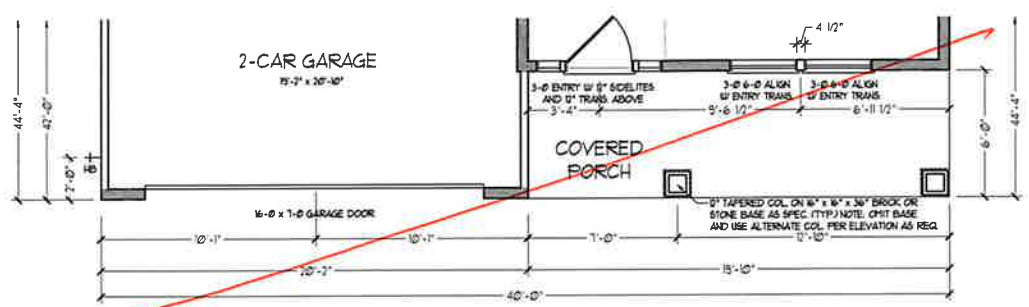 4 1/2"
2-CAR GARAGE
19'-2" x 20'-10"
3-0 ENTRY W/ 12" SIDELITES
AND 12" TRANS. ABOVE
3-0 6-0 ALIGN
W/ ENTRY TRANS.
3-0 6-0 ALIGN
W/ ENTRY TRANS.
44'-4"
42'-0"
3'-4"
9'-6 1/2"
6'-11 1/2"
6'-0"
44'-4"
COVERED
PORCH
2'-0"
16-0 x 7-0 GARAGE DOOR
TAPERED COL. ON 16" x 16" x 36" BRICK OR
STONE BASE AS SPEC. (TYP.) NOTE: OMIT BASE
AND USE ALTERNATE COL. PER ELEVATION AS REQ.
10'-1"
10'-1"
7'-0"
12'-10"
20'-2"
19'-10"
40'-0"